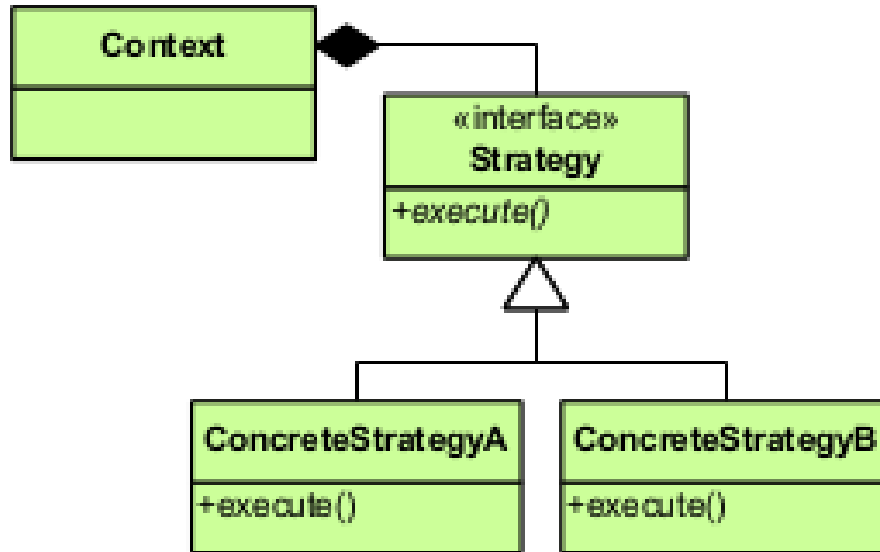 Context
«interface»
Strategy
+execute()
ConcreteStrategyA
+execute()
ConcreteStrategyB
+execute()